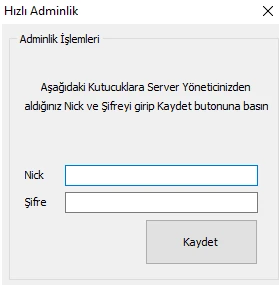 Hızlı Adminlik
Adminlik İşlemleri
Aşağıdaki Kutucuklara Server Yöneticinizden
aldığınız Nick ve Şifreyi girip Kaydet butonuna basın
Nick
Şifre
Kaydet